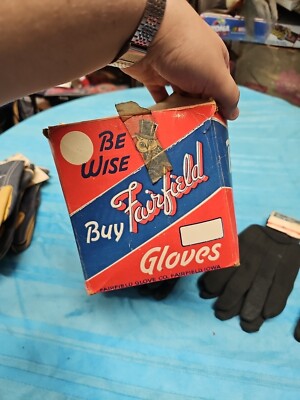 BE
WISE
Buy Fairfield
Gloves
FAIRFIELD GLOVE CO. FAIRFIELD, IOWA